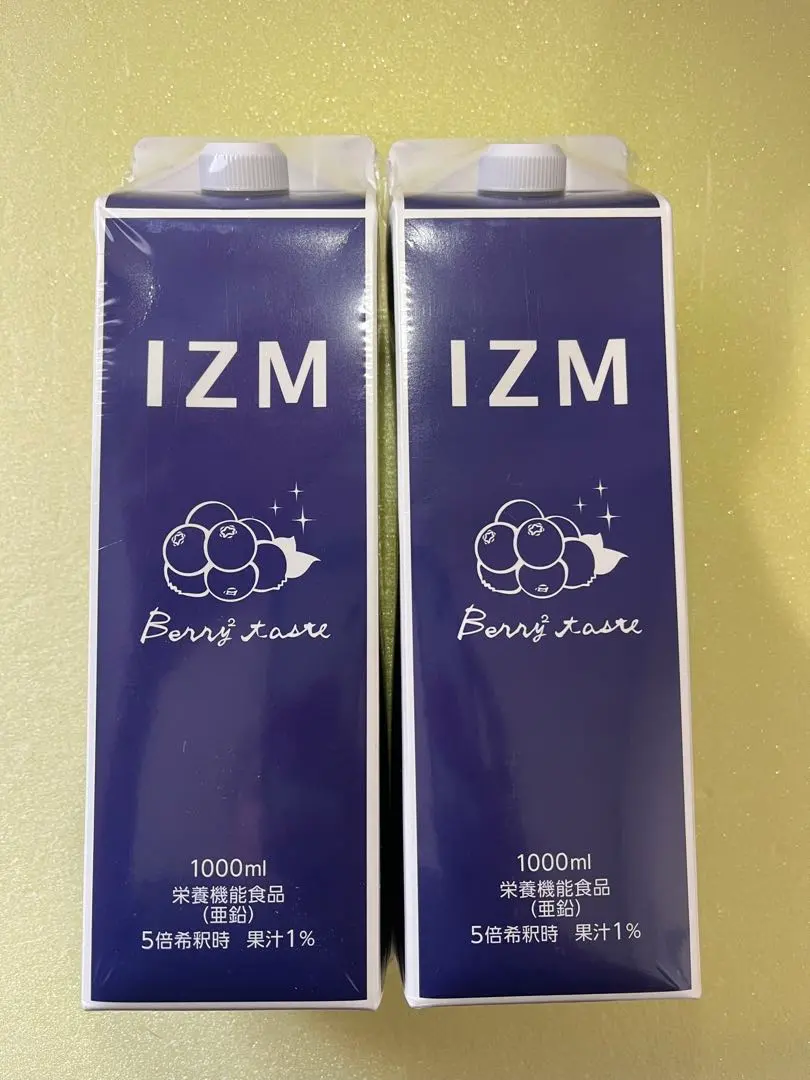 IZM
Berry² taste
1000ml
栄養機能食品
(亜鉛)
5倍希釈時 果汁1%
IZM
Berry² taste
1000ml
栄養機能食品
(亜鉛)
5倍希釈時 果汁1%